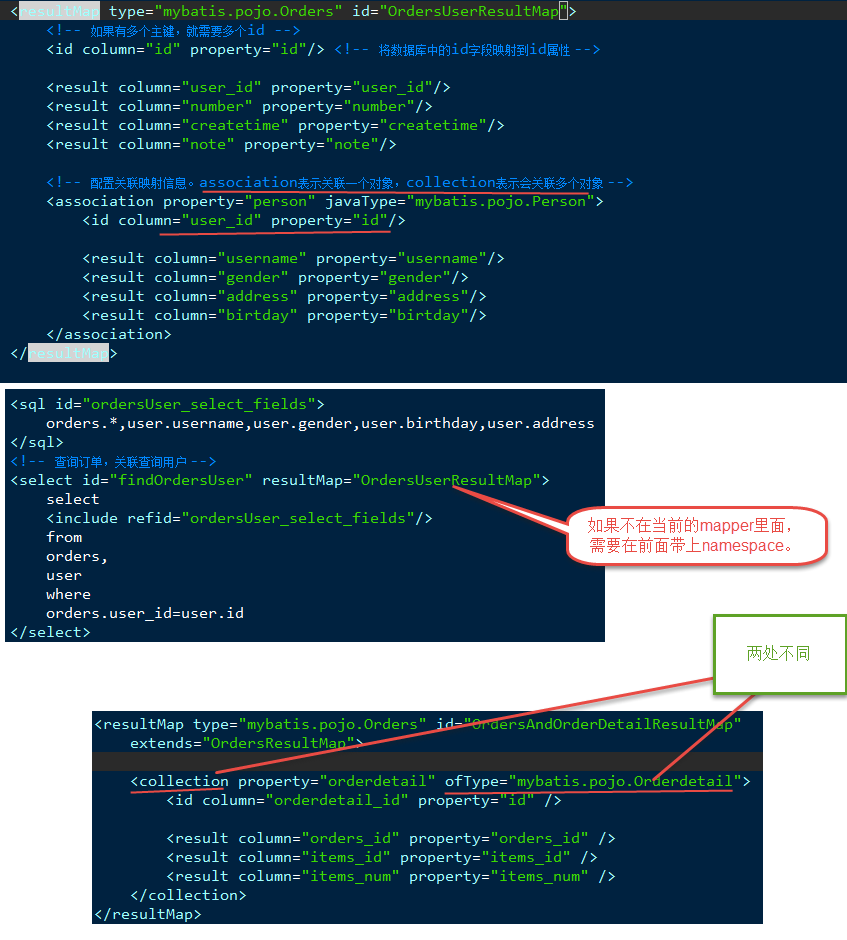 <resultMap type="mybatis.pojo.Orders" id="OrdersUserResultMap">
<!-- 如果有多个主键，就需要多个id -->
<id column="id" property="id"/> <!-- 将数据库中的id字段映射到id属性 -->
<result column="user_id" property="user_id"/>
<result column="number" property="number"/>
<result column="createtime" property="createtime"/>
<result column="note" property="note"/>
<!-- 配置关联映射信息。association表示关联一个对象，collection表示会关联多个对象 -->
<association property="person" javaType="mybatis.pojo.Person">
<id column="user_id" property="id"/>
<result column="username" property="username"/>
<result column="gender" property="gender"/>
<result column="address" property="address"/>
<result column="birtday" property="birtday"/>
</association>
</resultMap>
<sql id="ordersUser_select_fields">
orders.*,user.username,user.gender,user.birthday,user.address
</sql>
<!-- 查询订单，关联查询用户 -->
<select id="findOrdersUser" resultMap="OrdersUserResultMap">
select
<include refid="ordersUser_select_fields"/>
from
orders,
user
where
orders.user_id=user.id
</select>
如果不在当前的mapper里面，
需要在前面带上namespace。
两处不同
<resultMap type="mybatis.pojo.Orders" id="OrdersAndOrderDetailResultMap"
extends="OrdersResultMap">
<collection property="orderdetail" ofType="mybatis.pojo.Orderdetail">
<id column="orderdetail_id" property="id" />
<result column="orders_id" property="orders_id" />
<result column="items_id" property="items_id" />
<result column="items_num" property="items_num" />
</collection>
</resultMap>